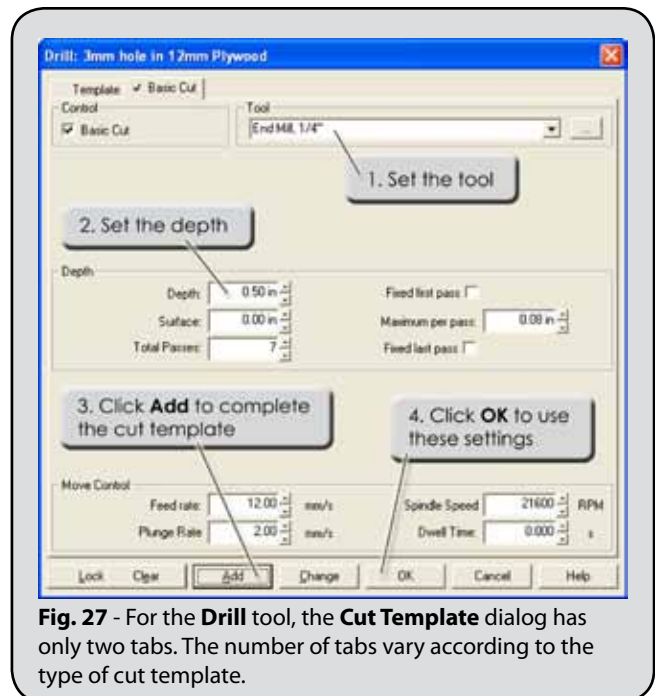 Drill: 3mm hole in 12mm Plywood
Template Basic Cut
Control
Tool
Basic Cut
End Mill, 1/4"
...
1. Set the tool
2. Set the depth
Depth
Depth: 0.50 in
Fixed first pass
Surface: 0.00 in
Maximum per pass: 0.08 in
Total Passes: 7
Fixed last pass
3. Click Add to complete
the cut template
4. Click OK to use
these settings
Move Control
Feed rate: 12.00 mm/s
Spindle Speed 21600 RPM
Plunge Rate 2.00 mm/s
Dwell Time: 0.000 s
Lock Clear Add Change OK Cancel Help
Fig. 27 - For the Drill tool, the Cut Template dialog has
only two tabs. The number of tabs vary according to the
type of cut template.